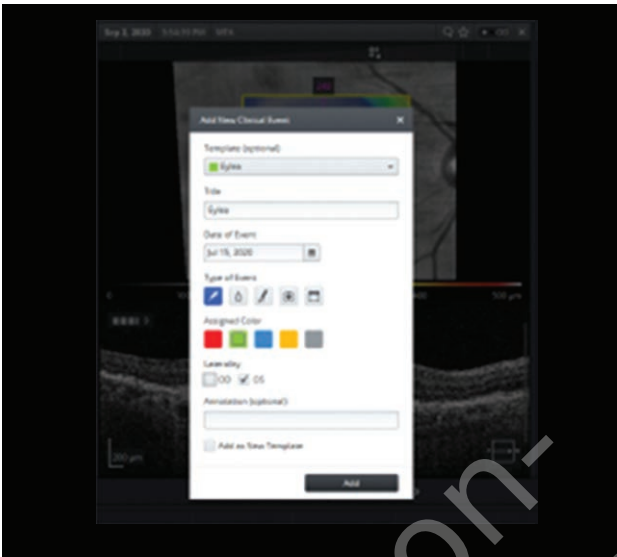 Sep 3, 2020
Add New Clinical Event
Template (optional)
Eylea
Title
Eylea
Date of Event
Jul 15, 2020
Type of Event
Assigned Color
Laterality
OD OS
Annotation (optional)
Add as New Template
Add
500 µm
200 µm
on-